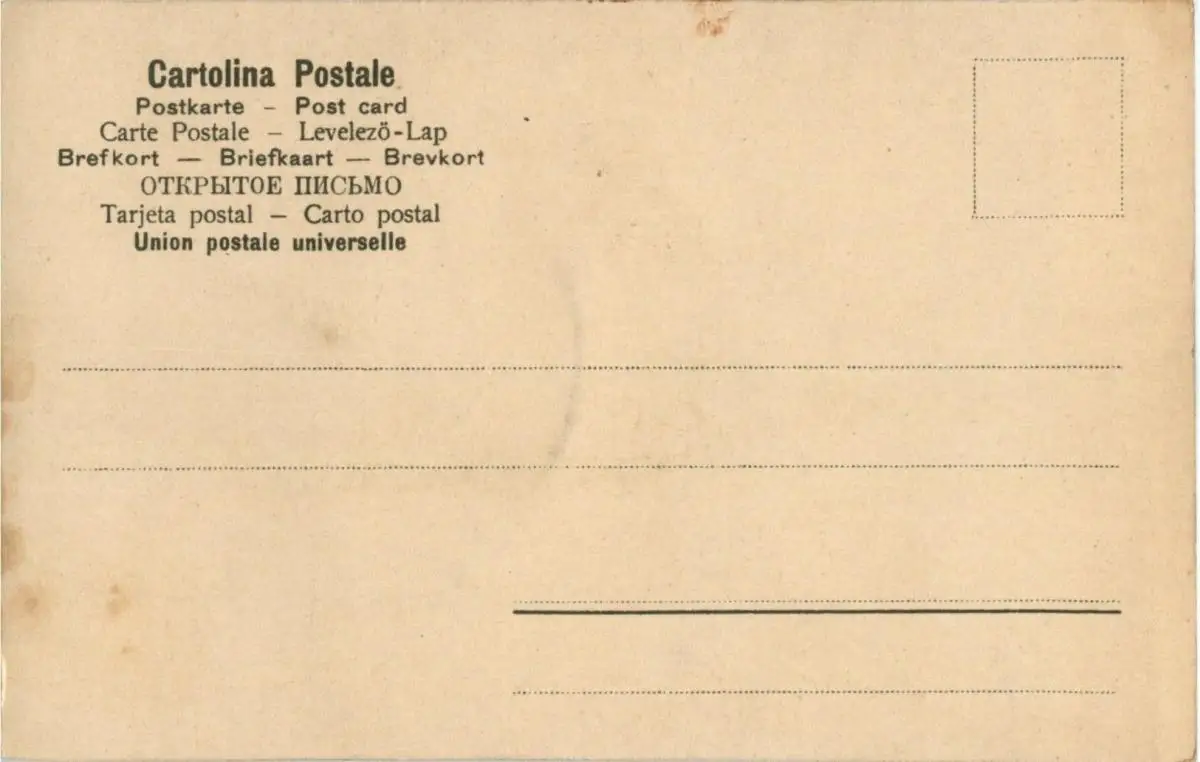 Cartolina Postale
Postkarte – Post card
Carte Postale – Levelezö-Lap
Brefkort — Briefkaart — Brevkort
ОТКРЫТОЕ ПИСЬМО
Tarjeta postal – Carto postal
Union postale universelle